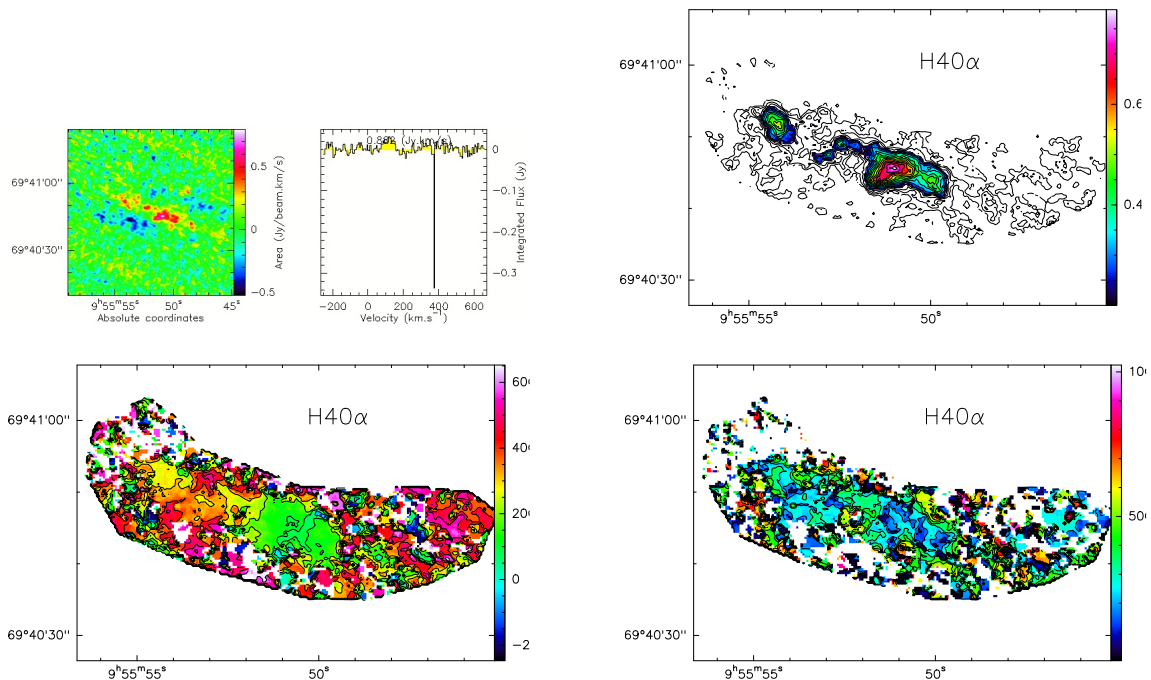 H40α
69°41'00''
69°40'30''
0.6
0.4
9ʰ55ᵐ55ˢ
50ˢ
69°41'00''
69°40'30''
0.5
0
−0.5
Area (Jy/beam.km/s)
9ʰ55ᵐ55ˢ
50ˢ
45ˢ
Absolute coordinates
(Jy.km/s)
0
−0.1
−0.2
−0.3
Integrated Flux (Jy)
−200
0
200
400
600
Velocity (km.s⁻¹)
H40α
69°41'00''
69°40'30''
9ʰ55ᵐ55ˢ
50ˢ
0
H40α
69°41'00''
69°40'30''
9ʰ55ᵐ55ˢ
50ˢ